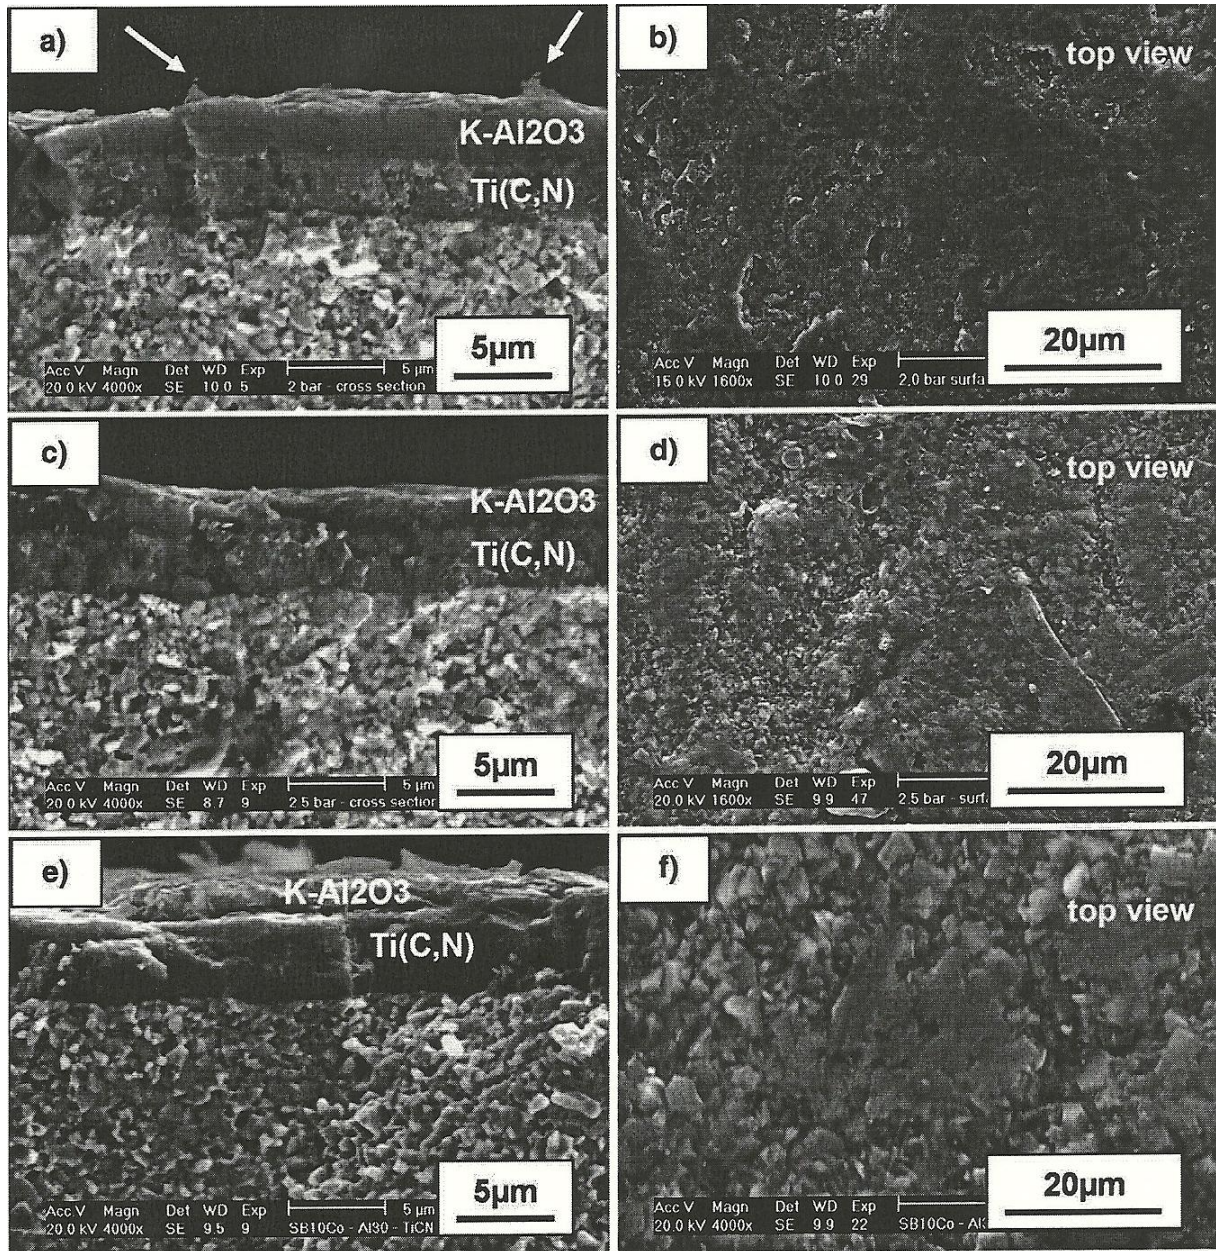 a)
K-Al2O3
Ti(C,N)
5µm
Acc V Magn Det WD Exp 5 µm
20.0 kV 4000x SE 10.0 5 2 bar - cross section
b)
top view
20µm
Acc V Magn Det WD Exp
15.0 kV 1600x SE 10.0 29 2.0 bar surfa
c)
K-Al2O3
Ti(C,N)
5µm
Acc V Magn Det WD Exp 5 µm
20.0 kV 4000x SE 8.7 9 2.5 bar - cross section
d)
top view
20µm
Acc V Magn Det WD Exp
20.0 kV 1600x SE 9.9 47 2.5 bar - surfa
e)
K-Al2O3
Ti(C,N)
5µm
Acc V Magn Det WD Exp 5 µm
20.0 kV 4000x SE 9.5 9 SB10Co - Al30 - TiCN
f)
top view
20µm
Acc V Magn Det WD Exp
20.0 kV 4000x SE 9.9 22 SB10Co -